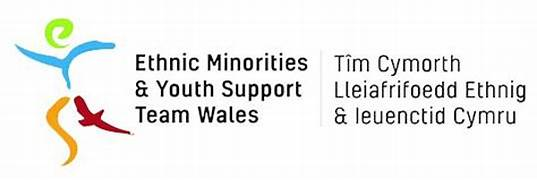 Ethnic Minorities
& Youth Support
Team Wales
Tîm Cymorth
Lleiafrifoedd Ethnig
& Ieuenctid Cymru